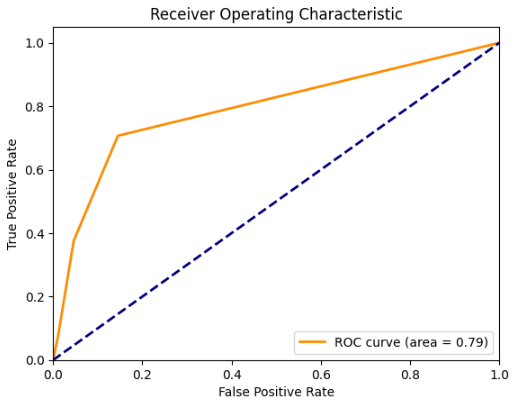 Receiver Operating Characteristic
True Positive Rate
1.0
0.8
0.6
0.4
0.2
0.0
ROC curve (area = 0.79)
0.0 0.2 0.4 0.6 0.8 1.0
False Positive Rate